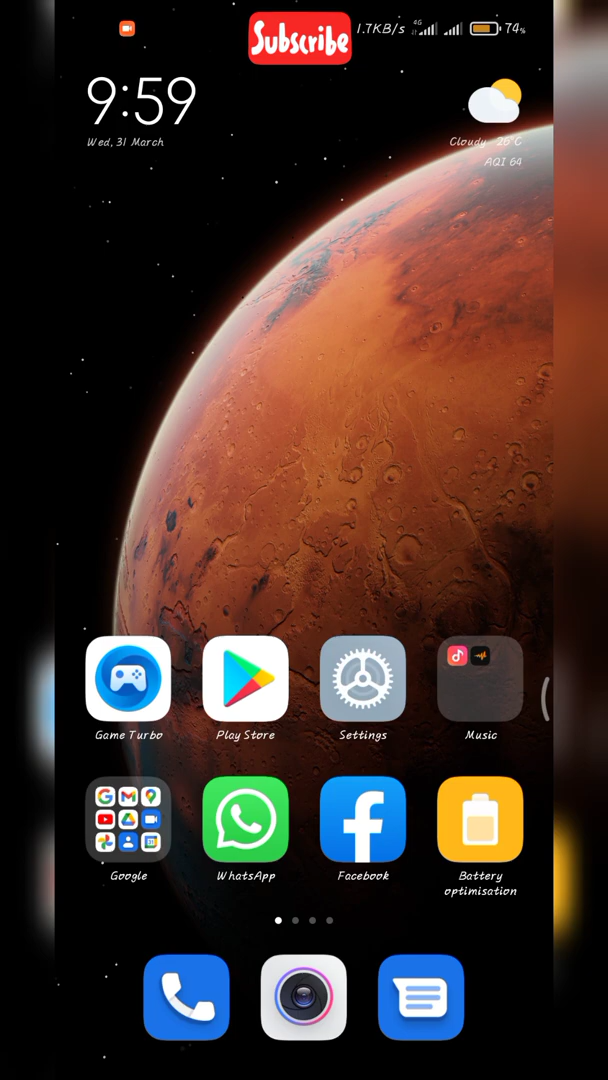 Subscribe
1.7KB/s 4G 74%
9:59
Wed, 31 March
Cloudy 26°C
AQI 64
Game Turbo
Play Store
Settings
Music
Google
WhatsApp
Facebook
Battery
optimisation